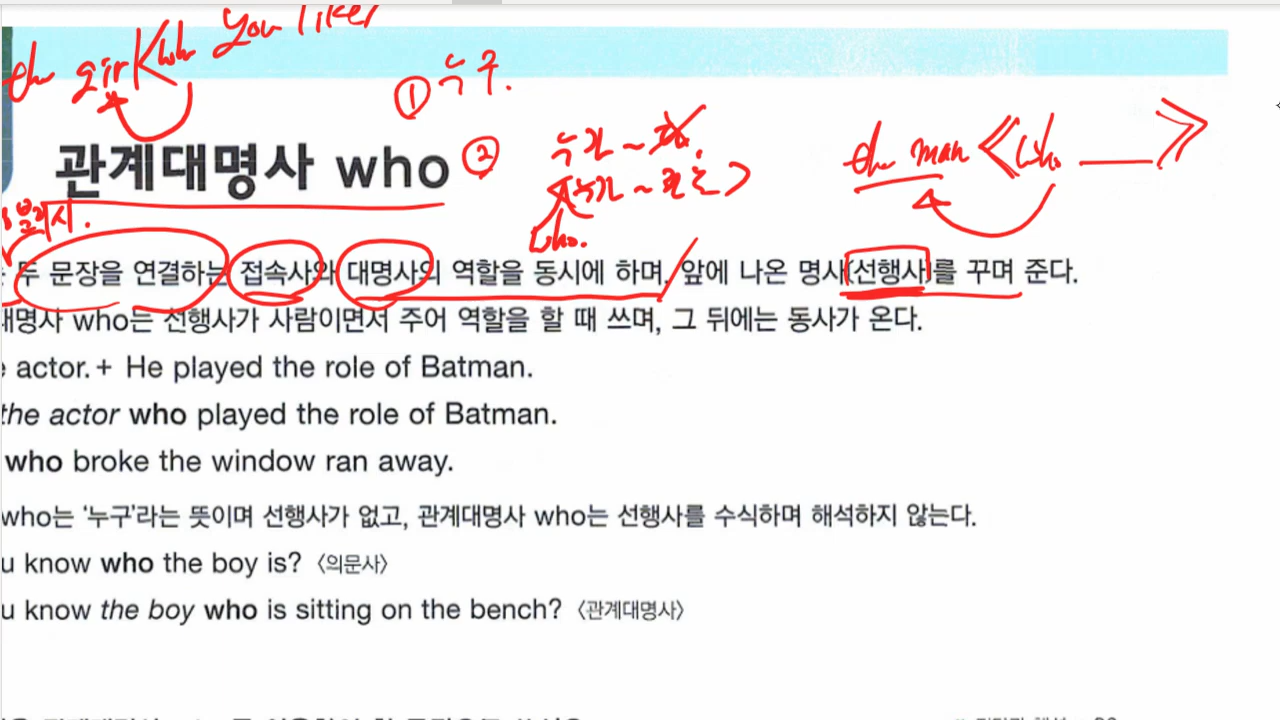 the girl who you like
① 누구.
② 누가 ~
the man who
누가 ~
who.
관계대명사 who
두 문장을 연결하는 접속사와 대명사의 역할을 동시에 하며, 앞에 나온 명사(선행사)를 꾸며 준다.
대명사 who는 선행사가 사람이면서 주어 역할을 할 때 쓰며, 그 뒤에는 동사가 온다.
actor. + He played the role of Batman.
the actor who played the role of Batman.
who broke the window ran away.
who는 '누구'라는 뜻이며 선행사가 없고, 관계대명사 who는 선행사를 수식하며 해석하지 않는다.
u know who the boy is? 〈의문사〉
u know the boy who is sitting on the bench? 〈관계대명사〉